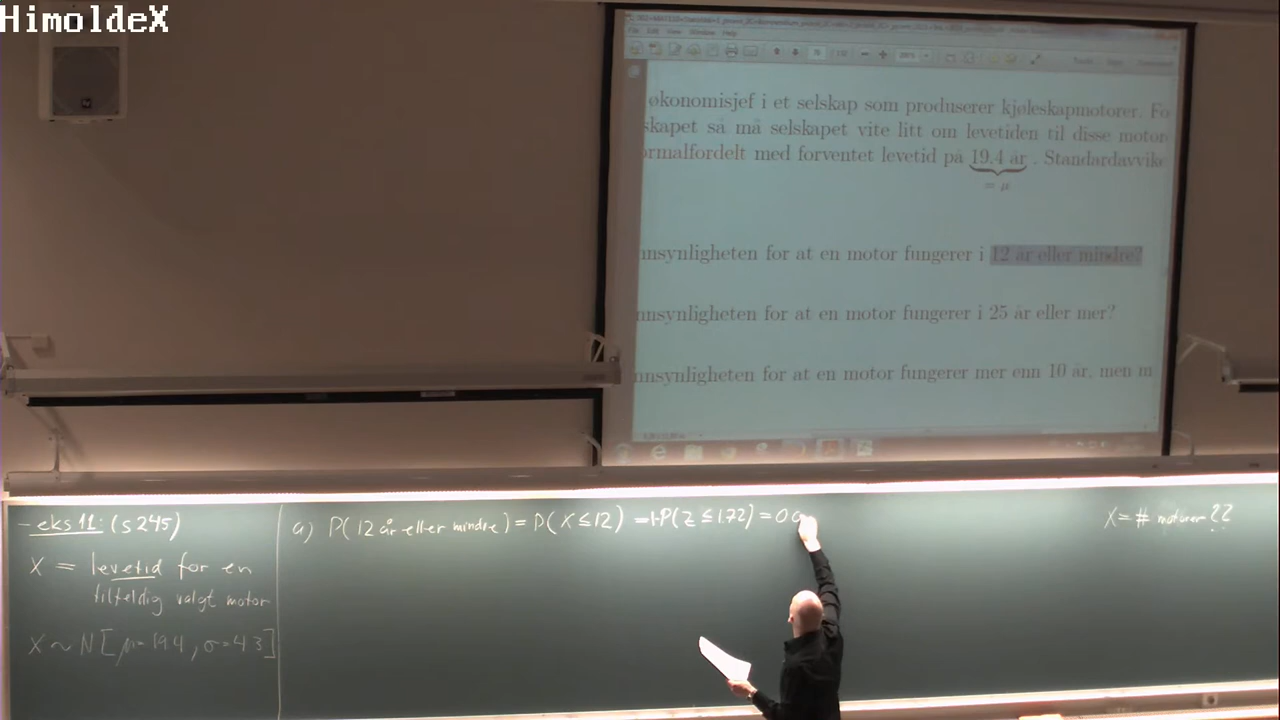 HimoldeX
økonomisjef i et selskap som produserer kjøleskapmotorer. Fo
skapet så må selskapet vite litt om levetiden til disse motor
ormalfordelt med forventet levetid på 19.4 år . Standardavvike
= μ
nnsynligheten for at en motor fungerer i 12 år eller mindre?
nnsynligheten for at en motor fungerer i 25 år eller mer?
nnsynligheten for at en motor fungerer mer enn 10 år, men m
- eks 11: (s 245)
X = levetid for en
tilfeldig valgt motor
X ~ N[μ=19.4, σ=4.3]
a) P(12 år eller mindre) = P(X ≤ 12) = 1-P(Z ≤ 1.72) = 0.0
X = # motorer ??